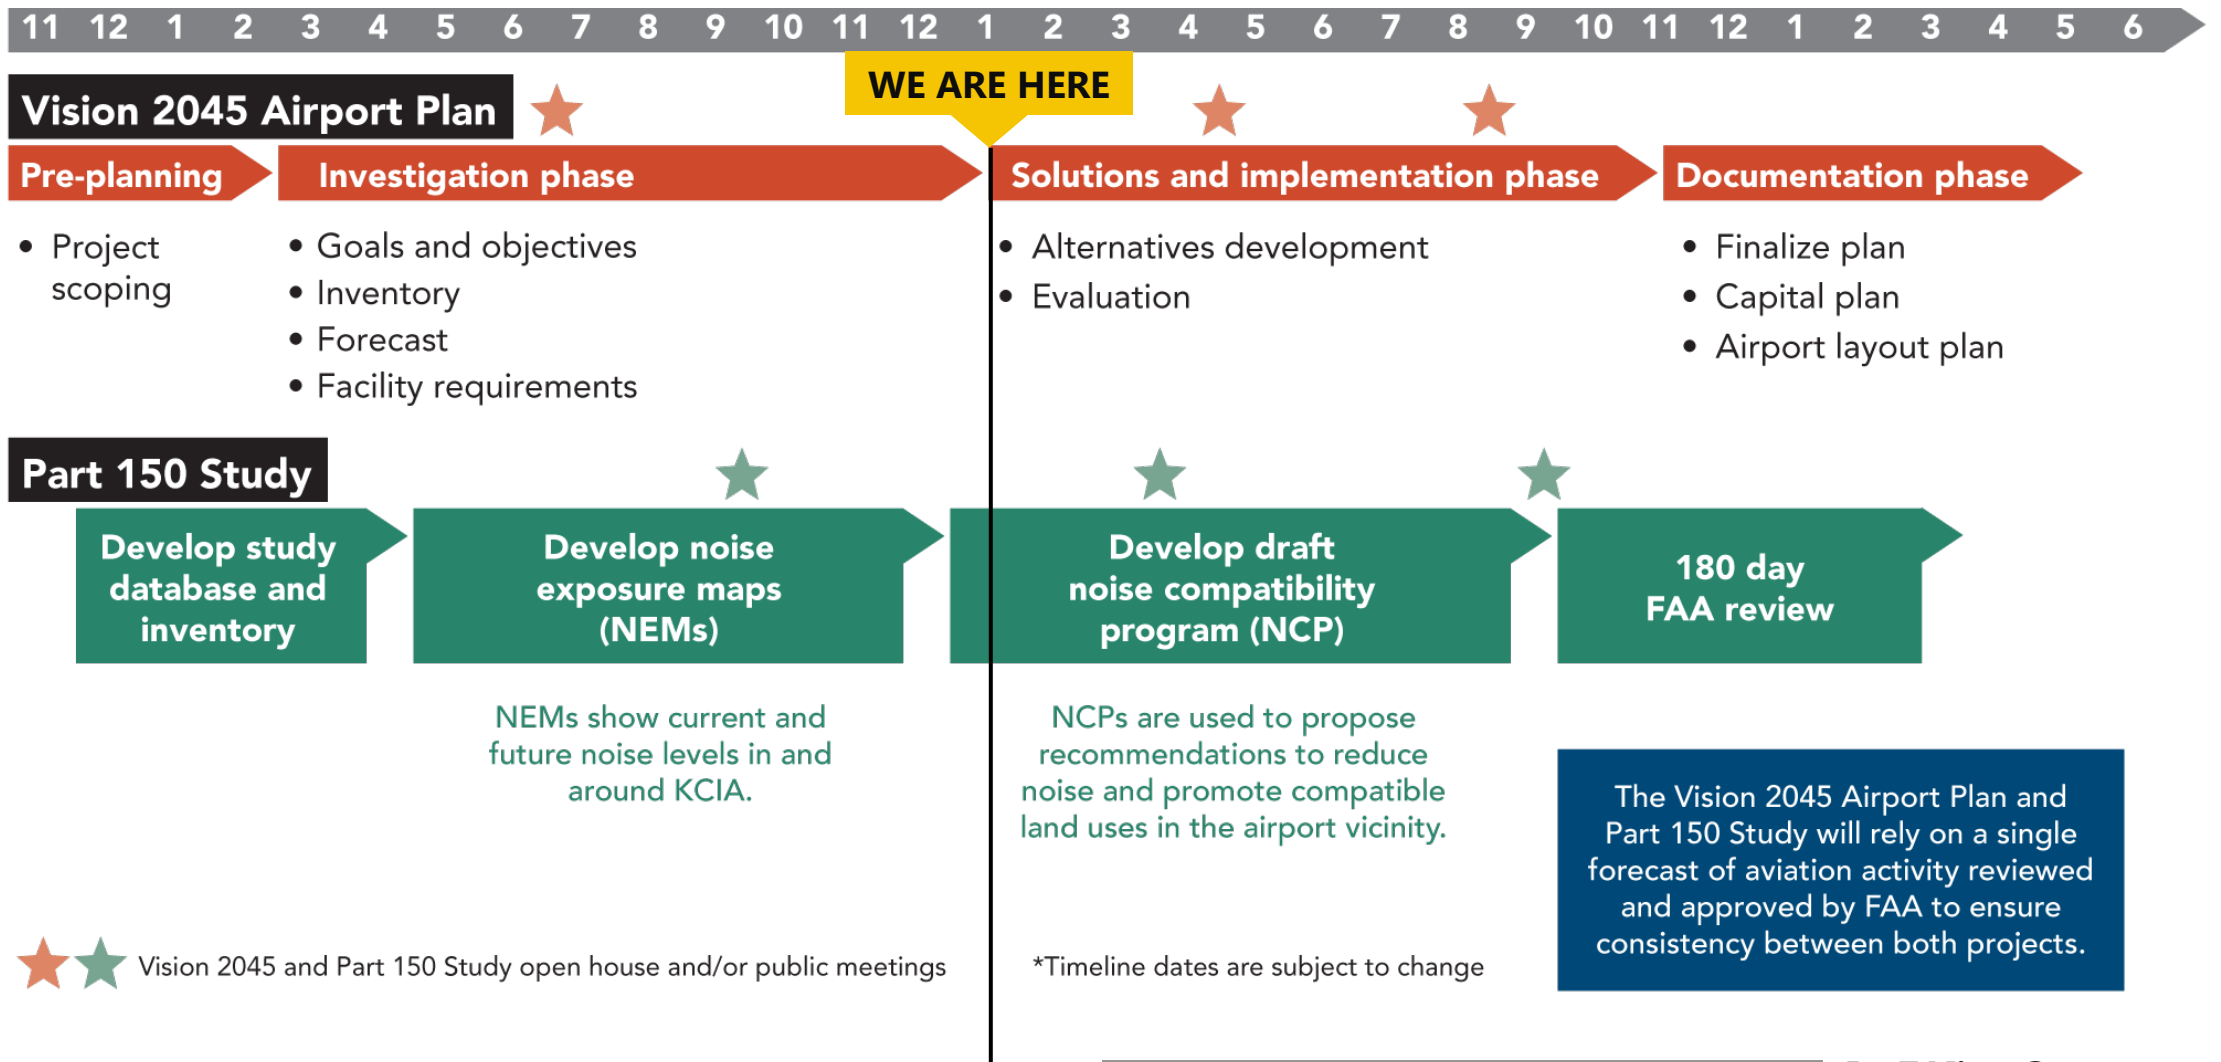 11 12 1 2 3 4 5 6 7 8 9 10 11 12 1 2 3 4 5 6 7 8 9 10 11 12 1 2 3 4 5 6
WE ARE HERE
Vision 2045 Airport Plan
Pre-planning
Investigation phase
Solutions and implementation phase
Documentation phase
• Project
scoping
• Goals and objectives
• Inventory
• Forecast
• Facility requirements
• Alternatives development
• Evaluation
• Finalize plan
• Capital plan
• Airport layout plan
Part 150 Study
Develop study
database and
inventory
Develop noise
exposure maps
(NEMs)
Develop draft
noise compatibility
program (NCP)
180 day
FAA review
NEMs show current and
future noise levels in and
around KCIA.
NCPs are used to propose
recommendations to reduce
noise and promote compatible
land uses in the airport vicinity.
The Vision 2045 Airport Plan and
Part 150 Study will rely on a single
forecast of aviation activity reviewed
and approved by FAA to ensure
consistency between both projects.
Vision 2045 and Part 150 Study open house and/or public meetings
*Timeline dates are subject to change